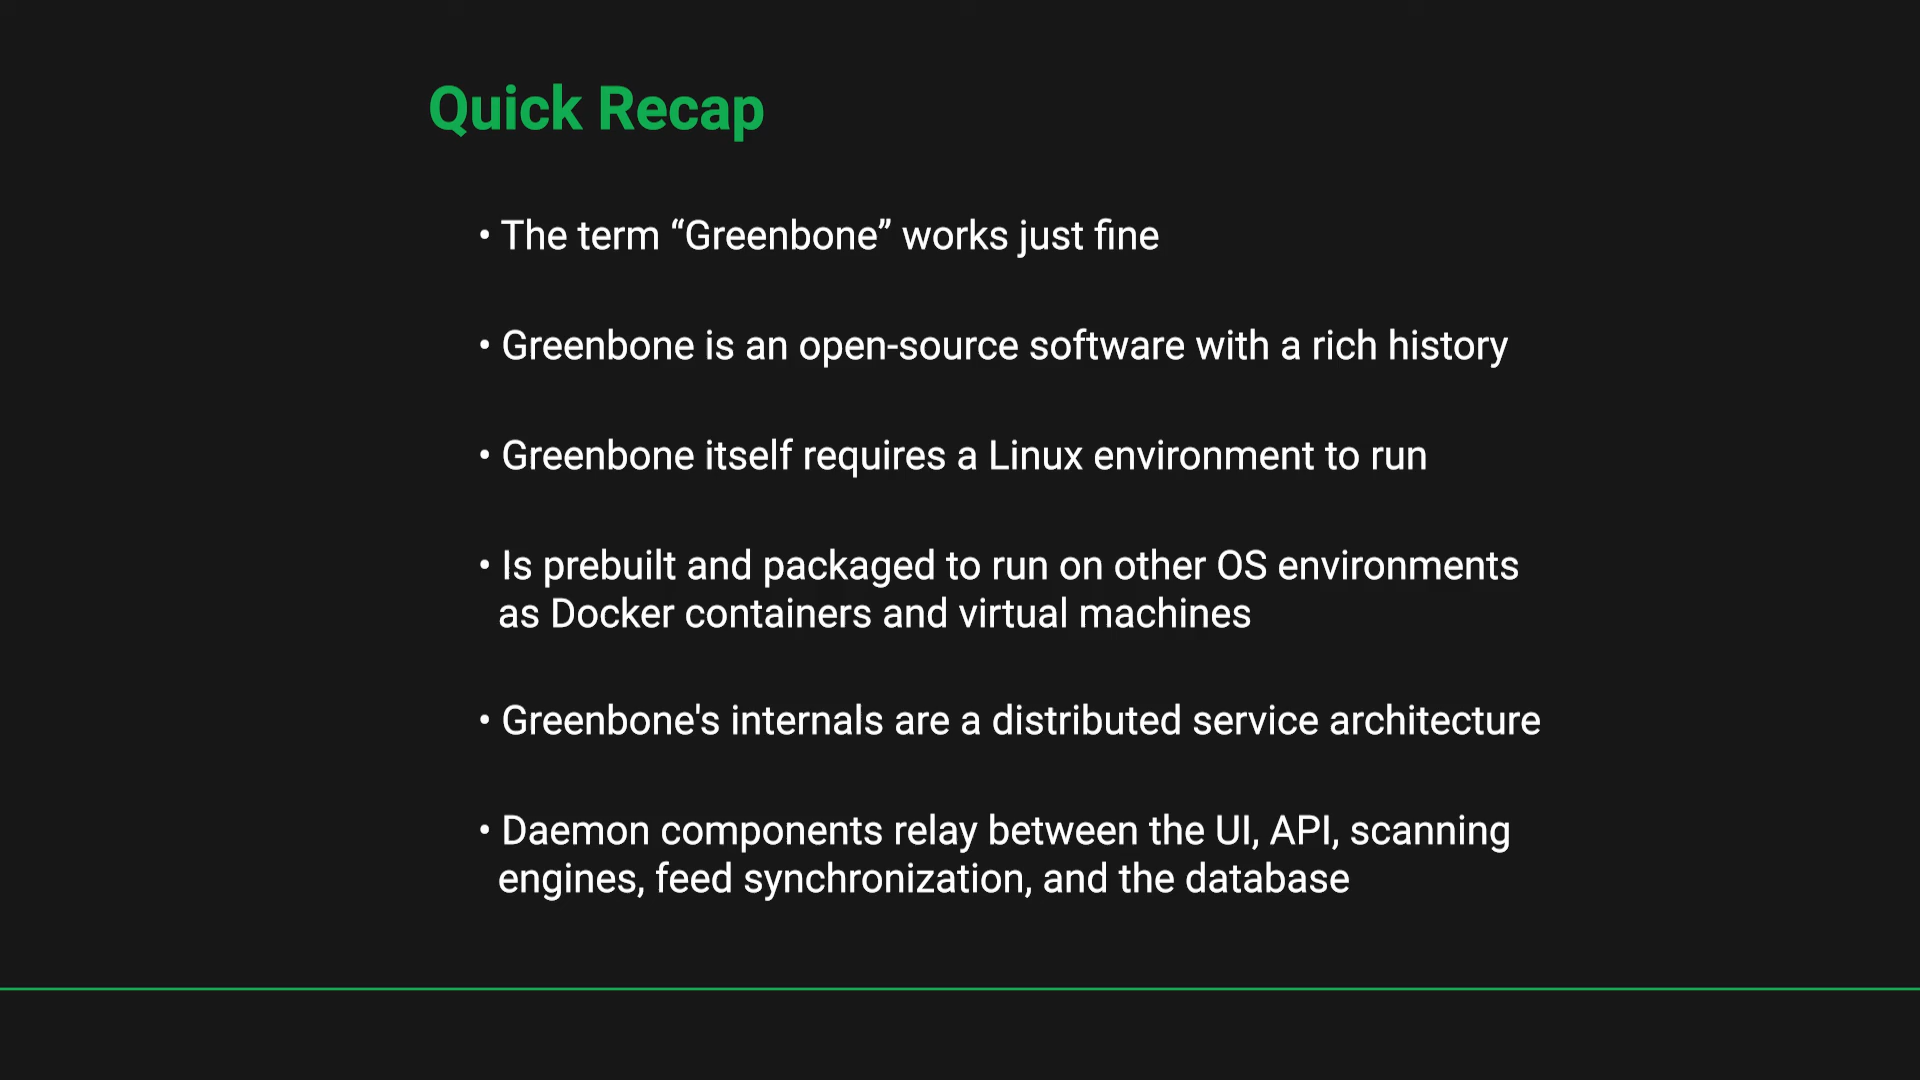 Quick Recap
• The term “Greenbone” works just fine
• Greenbone is an open-source software with a rich history
• Greenbone itself requires a Linux environment to run
• Is prebuilt and packaged to run on other OS environments
as Docker containers and virtual machines
• Greenbone's internals are a distributed service architecture
• Daemon components relay between the UI, API, scanning
engines, feed synchronization, and the database